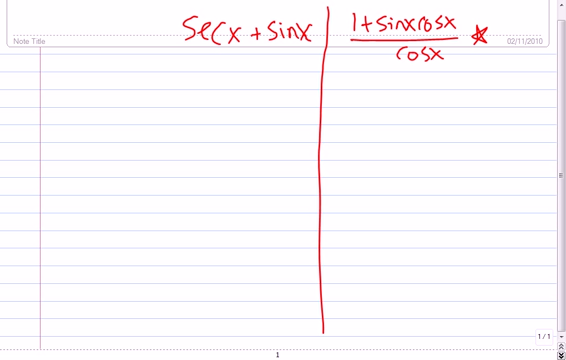 secx + sinx | 1+sinxcosx / cosx ☆
Note Title 02/11/2010
1 / 1
1